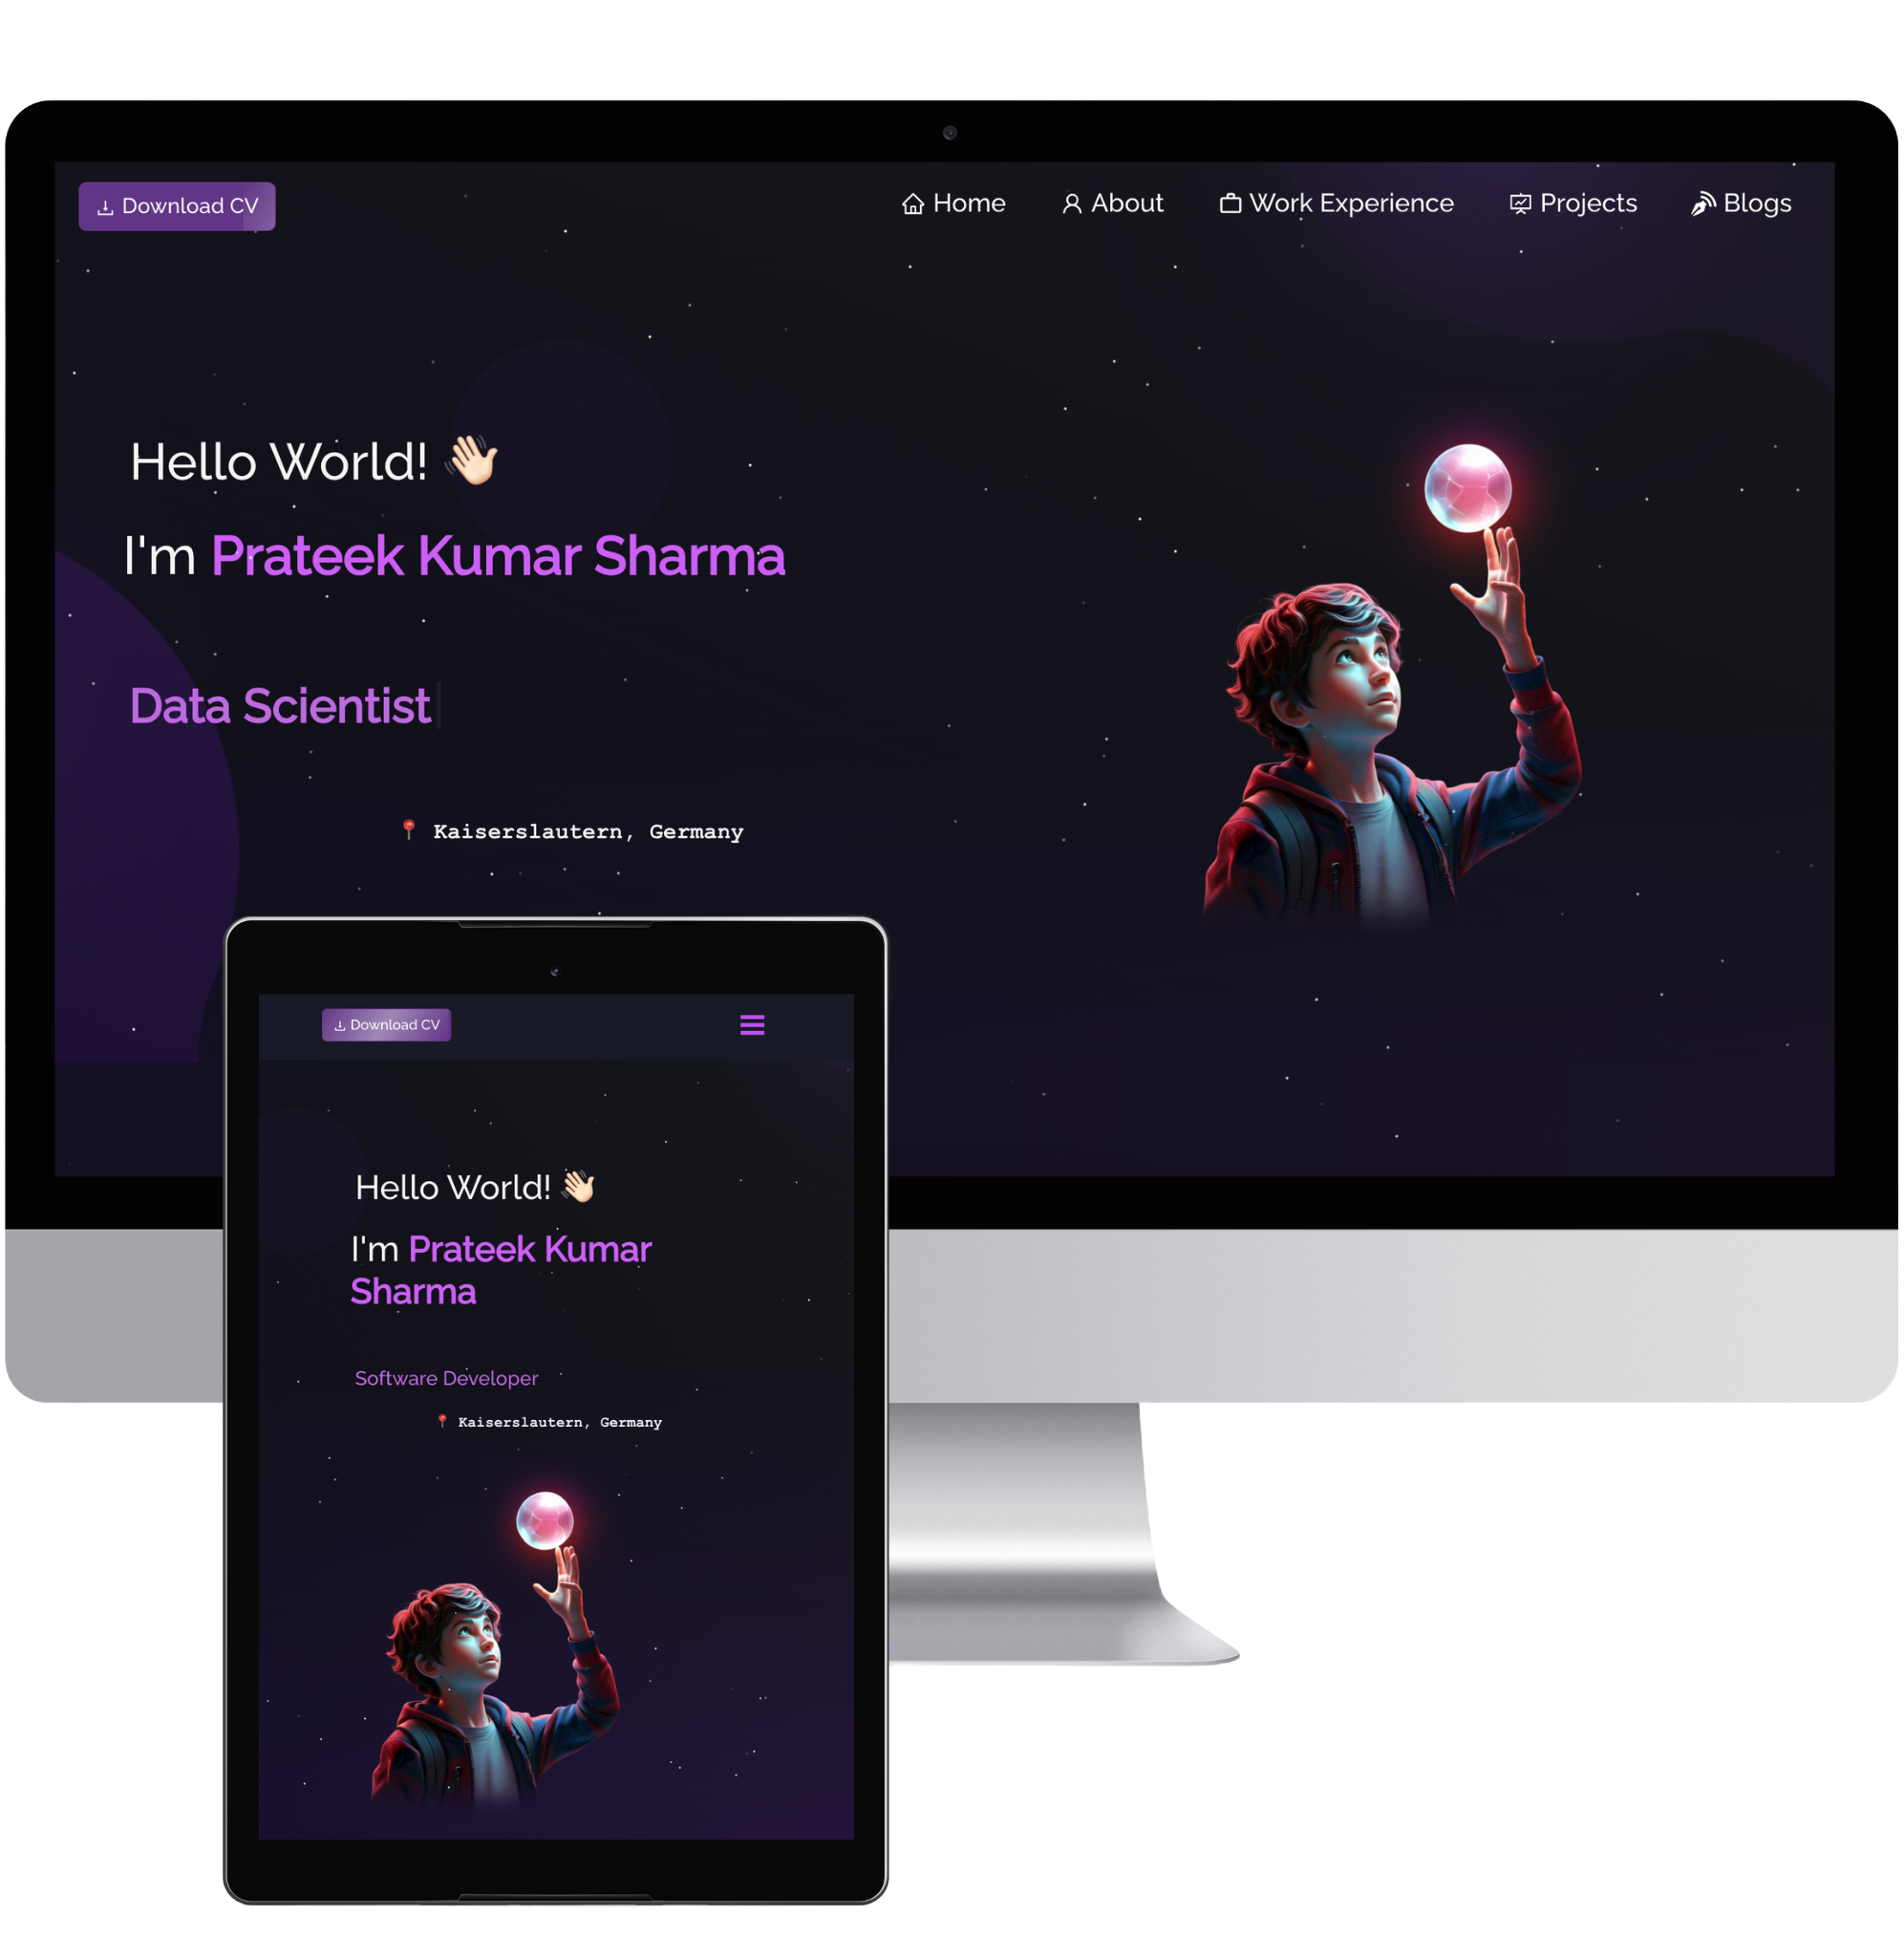 Download CV
Home About Work Experience Projects Blogs
Hello World! 👋🏻
I'm Prateek Kumar Sharma
Data Scientist
📍 Kaiserslautern, Germany
Download CV
Hello World! 👋🏻
I'm Prateek Kumar
Sharma
Software Developer
📍 Kaiserslautern, Germany